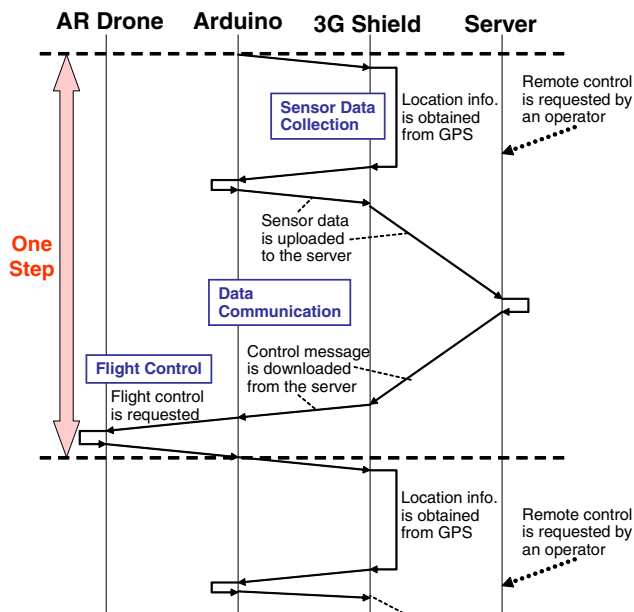 AR Drone
Arduino
3G Shield
Server
Sensor Data
Collection
Location info.
is obtained
from GPS
Remote control
is requested by
an operator
Sensor data
is uploaded
to the server
One
Step
Data
Communication
Control message
is downloaded
from the server
Flight Control
Flight control
is requested
Location info.
is obtained
from GPS
Remote control
is requested by
an operator